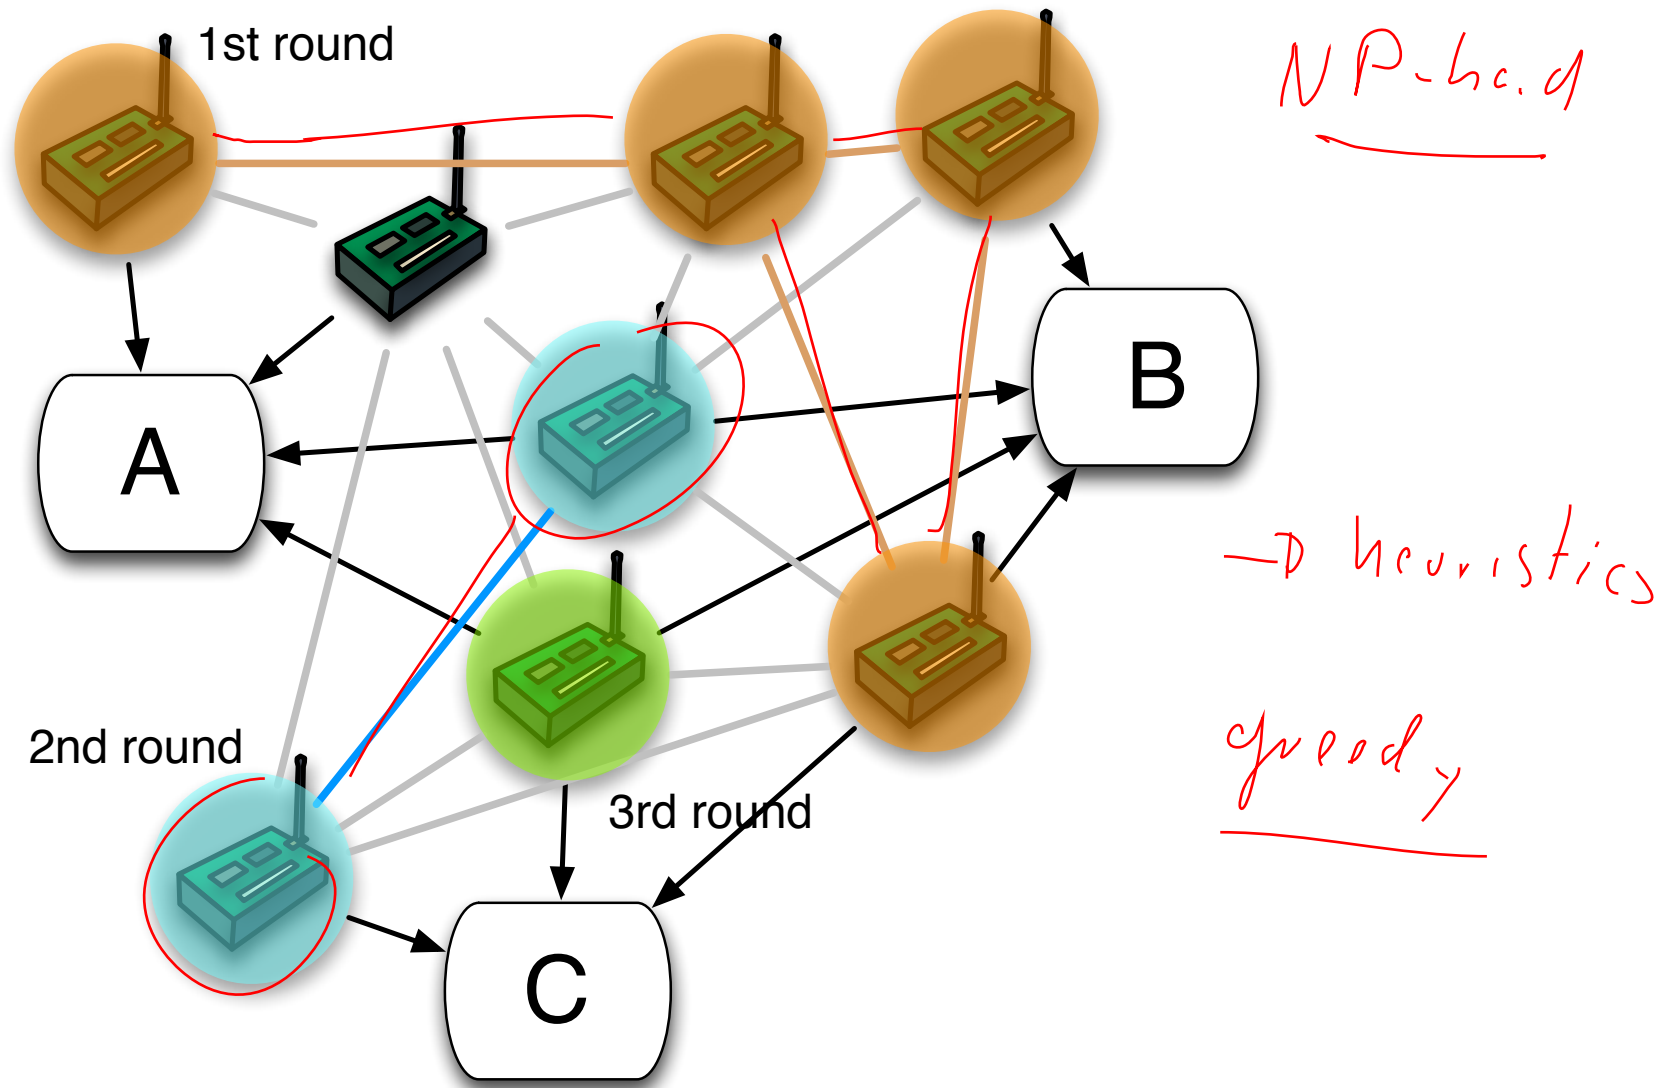 1st round
NP-hard
B
A
→ heuristics
2nd round
greedy
3rd round
C